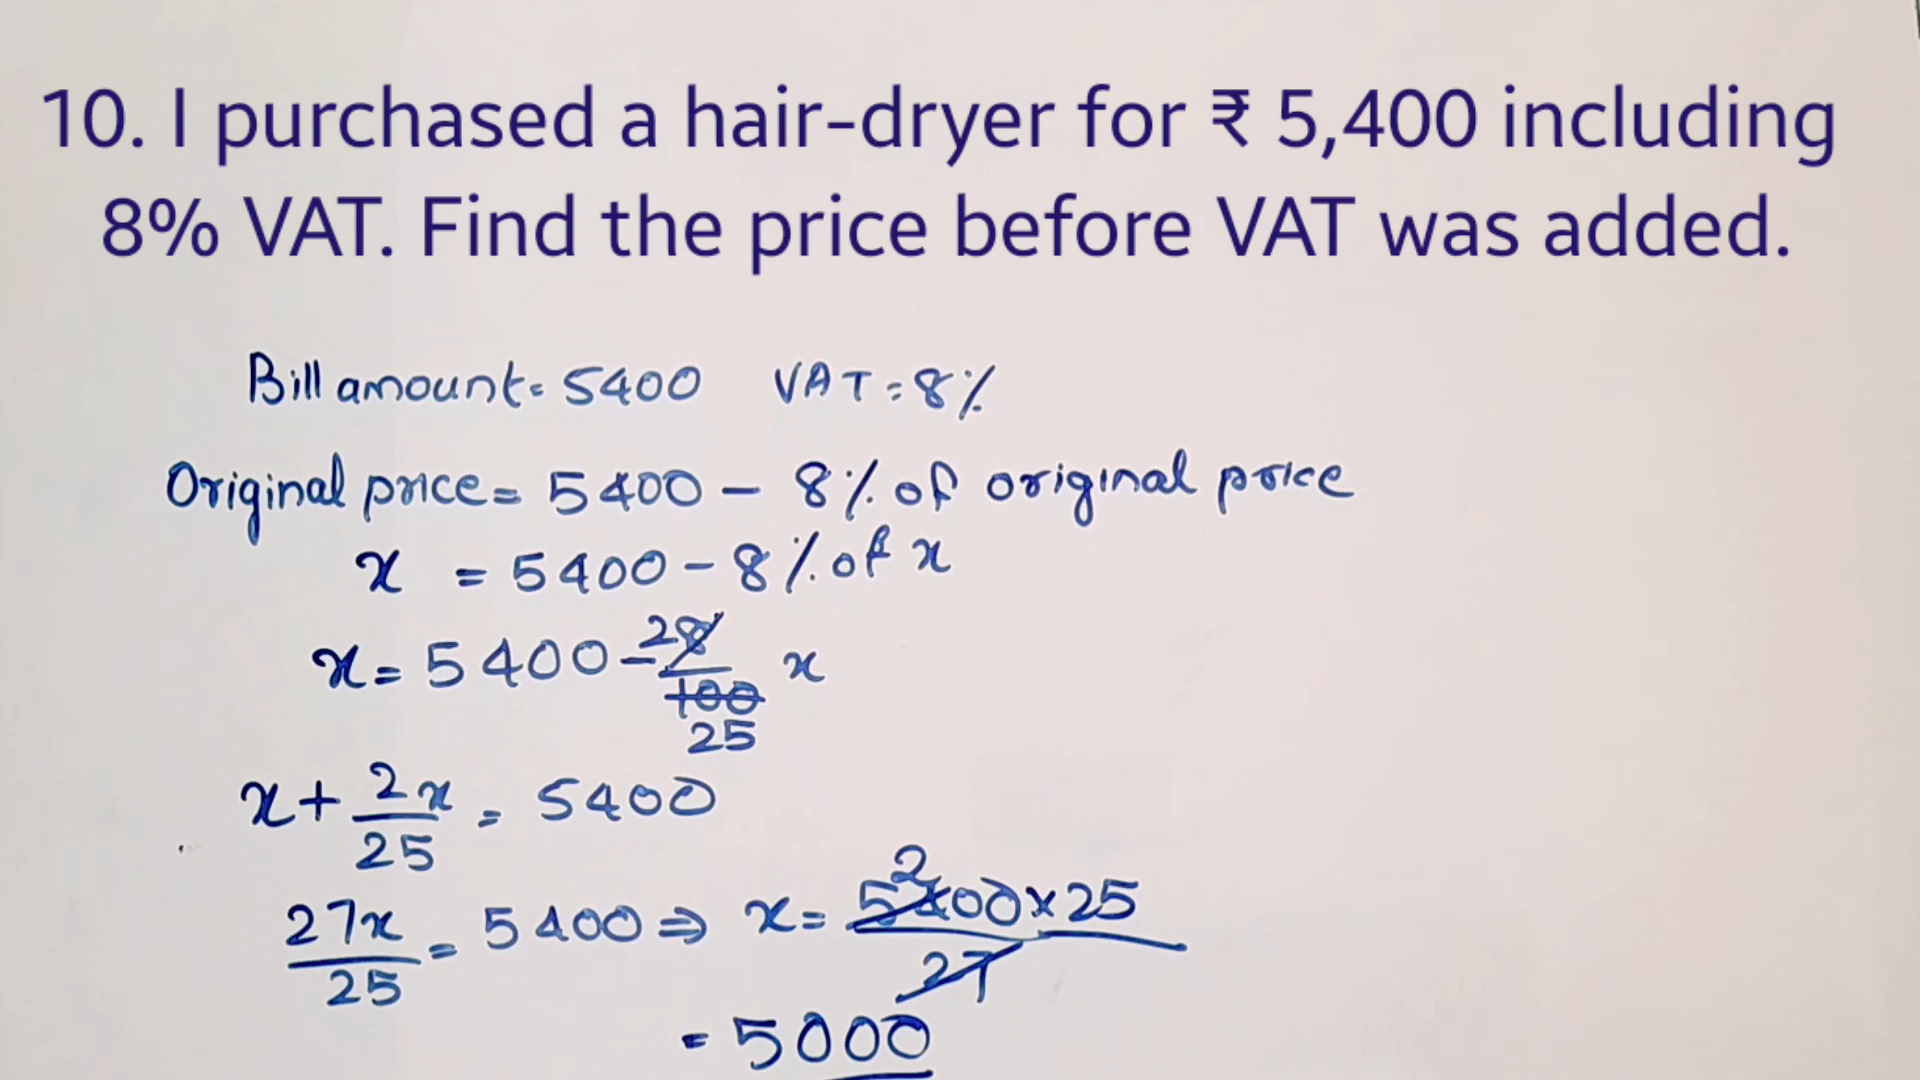 10. I purchased a hair-dryer for ₹ 5,400 including
8% VAT. Find the price before VAT was added.
Bill amount = 5400 VAT = 8%
Original price = 5400 - 8% of original price
x = 5400 - 8% of x
x = 5400 - 2 8/100 25 x
x + 2x/25 = 5400
27x/25 = 5400 ⇒ x = 5400 2 × 25/27
= 5000